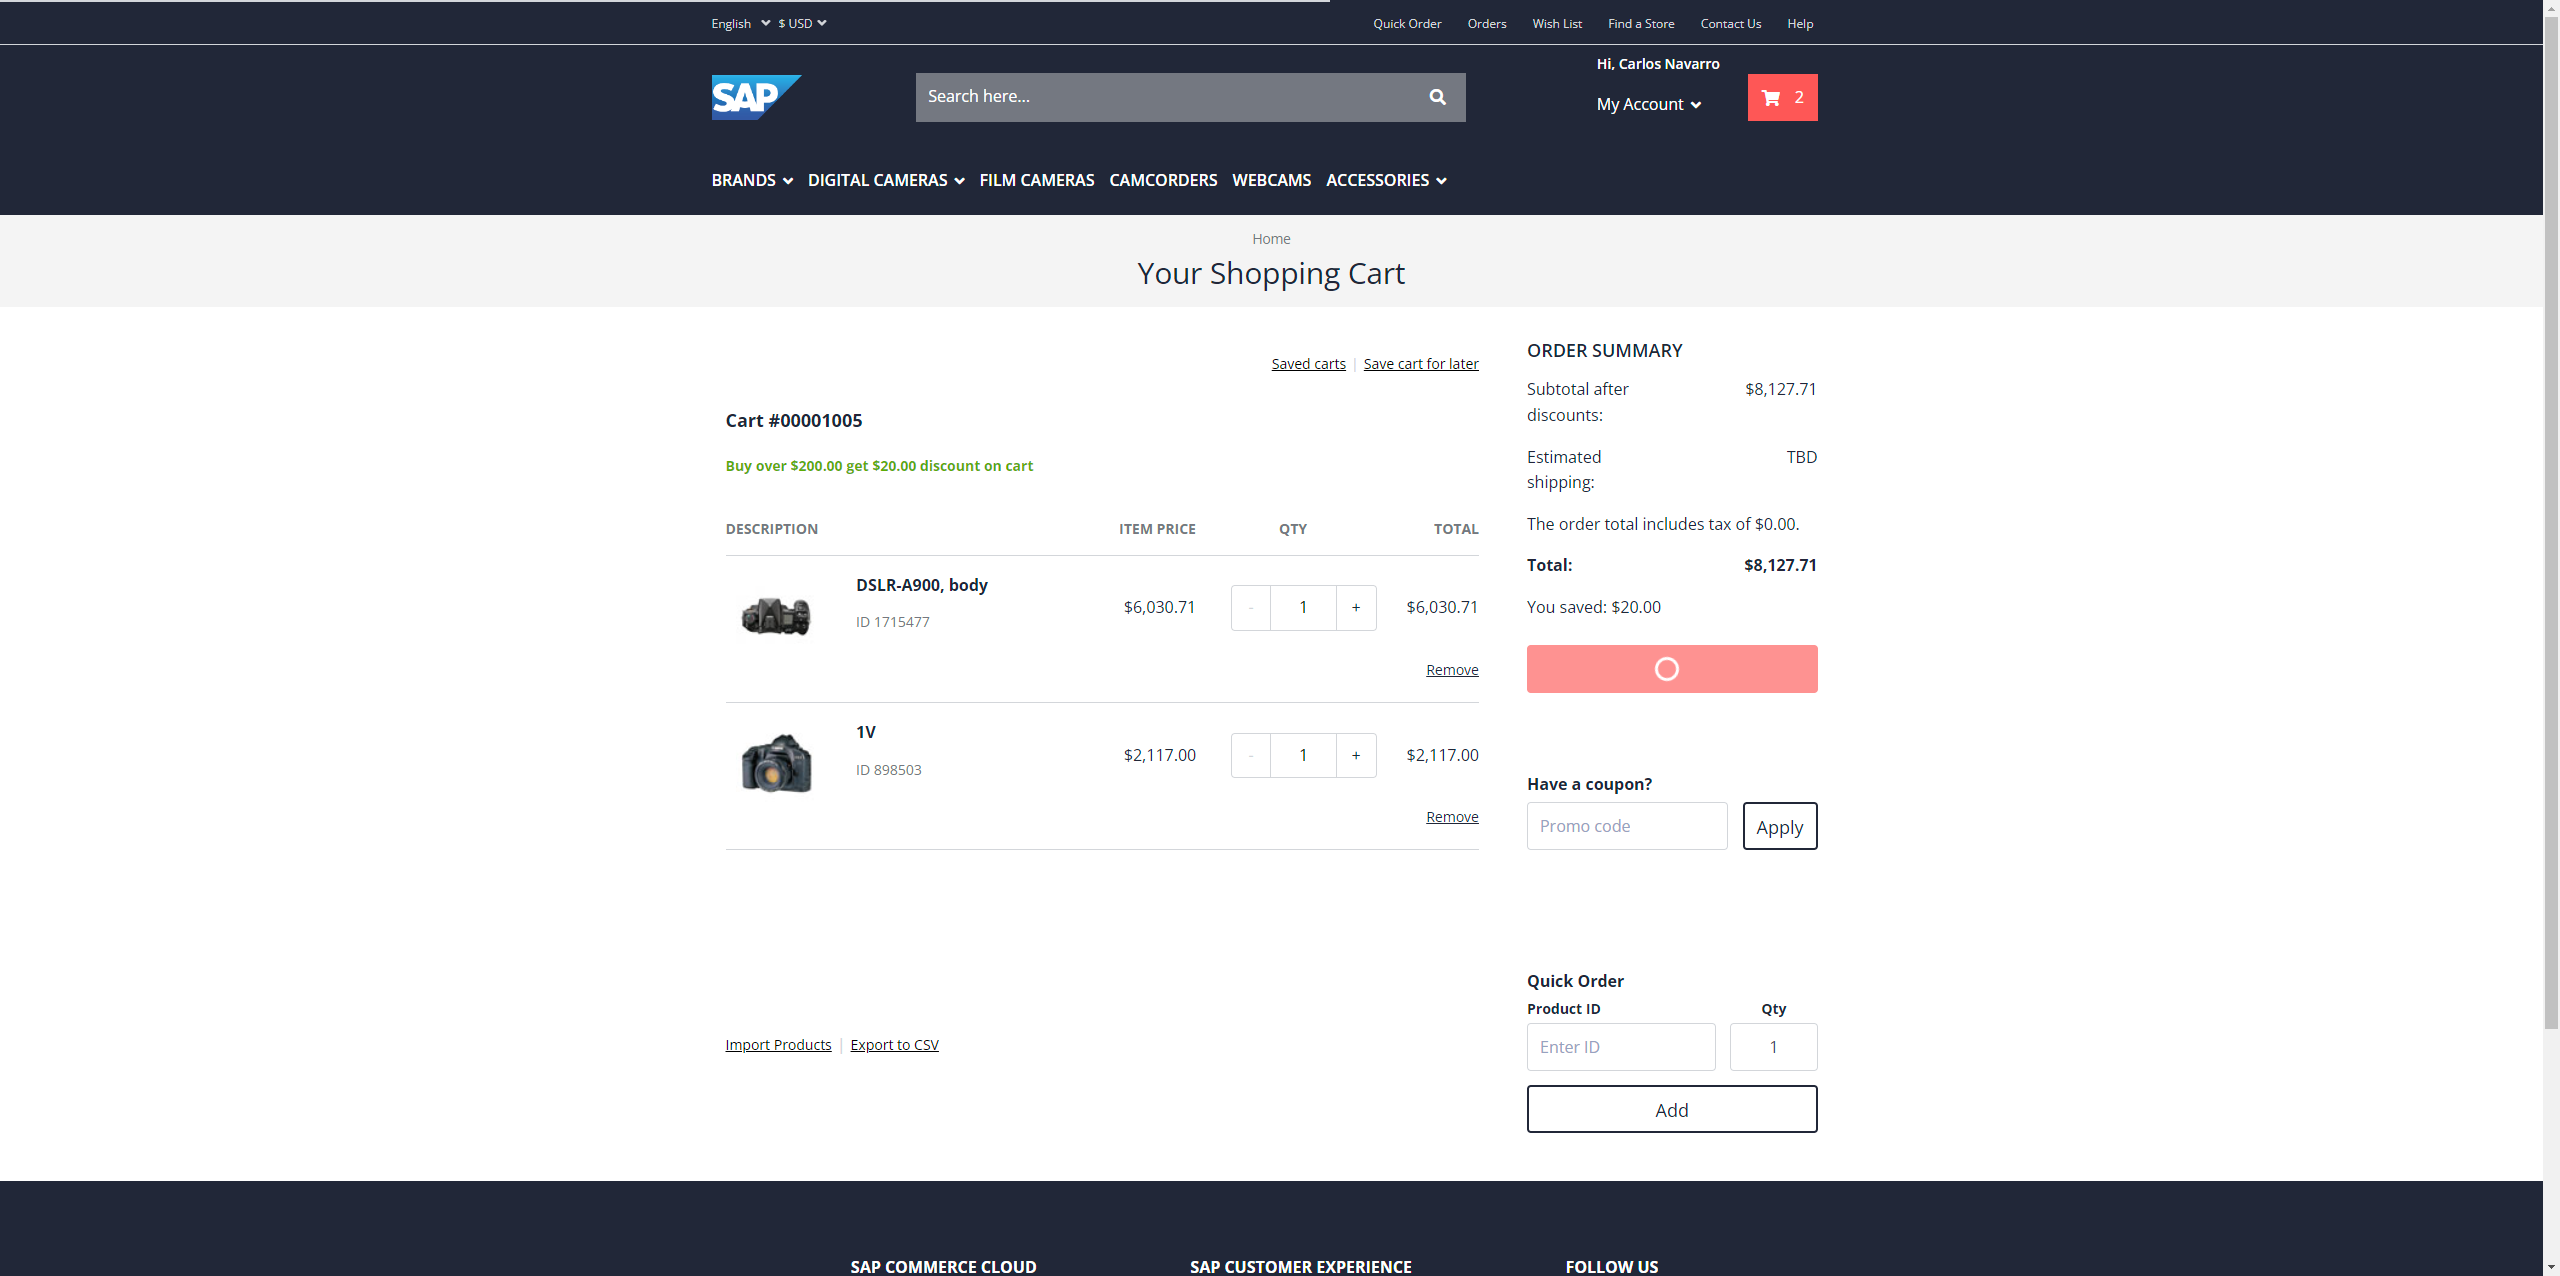 English $ USD
Quick Order Orders Wish List Find a Store Contact Us Help
Hi, Carlos Navarro
SAP
Search here...
My Account
2
BRANDS DIGITAL CAMERAS FILM CAMERAS CAMCORDERS WEBCAMS ACCESSORIES
Home
Your Shopping Cart
Saved carts | Save cart for later
Cart #00001005
Buy over $200.00 get $20.00 discount on cart
DESCRIPTION ITEM PRICE QTY TOTAL
DSLR-A900, body
ID 1715477
$6,030.71 - 1 + $6,030.71
Remove
1V
ID 898503
$2,117.00 - 1 + $2,117.00
Remove
Import Products | Export to CSV
ORDER SUMMARY
Subtotal after $8,127.71
discounts:
Estimated TBD
shipping:
The order total includes tax of $0.00.
Total: $8,127.71
You saved: $20.00
Have a coupon?
Promo code Apply
Quick Order
Product ID Qty
Enter ID 1
Add
SAP COMMERCE CLOUD SAP CUSTOMER EXPERIENCE FOLLOW US